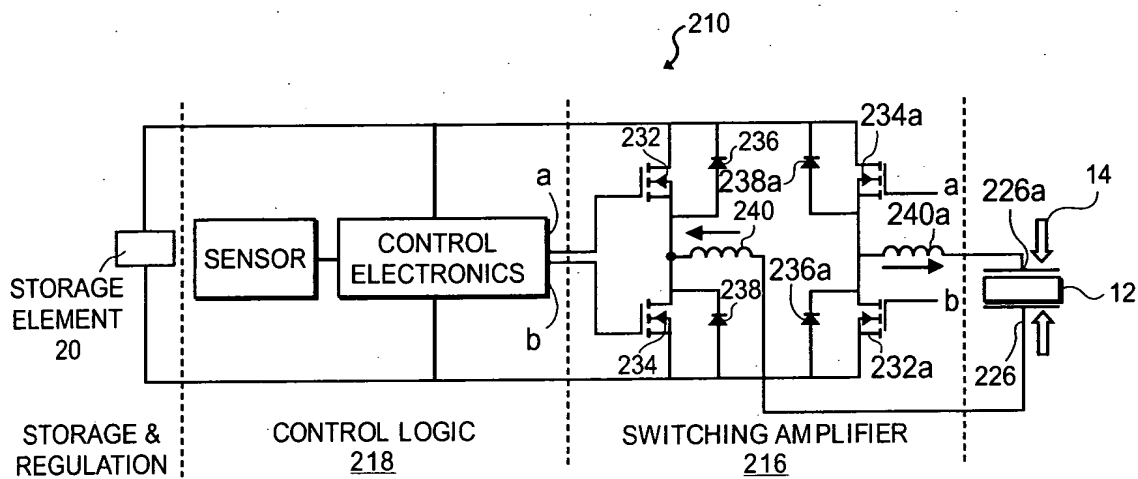 210
232
236
234a
238a
a
a
226a
14
240
240a
SENSOR
CONTROL
ELECTRONICS
236a
12
STORAGE
ELEMENT
20
b
238
b
234
232a
226
STORAGE &
REGULATION
CONTROL LOGIC
218
SWITCHING AMPLIFIER
216